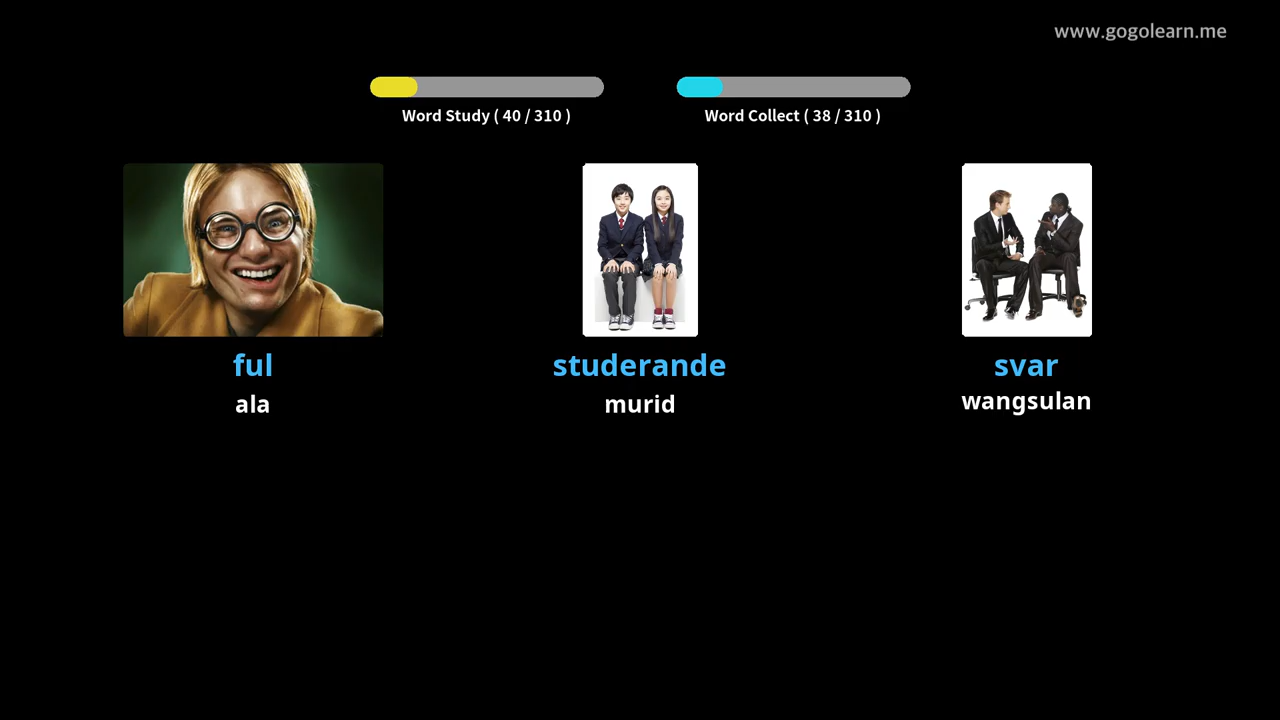 www.gogolearn.me
Word Study ( 40 / 310 )
Word Collect ( 38 / 310 )
ful
ala
studerande
murid
svar
wangsulan